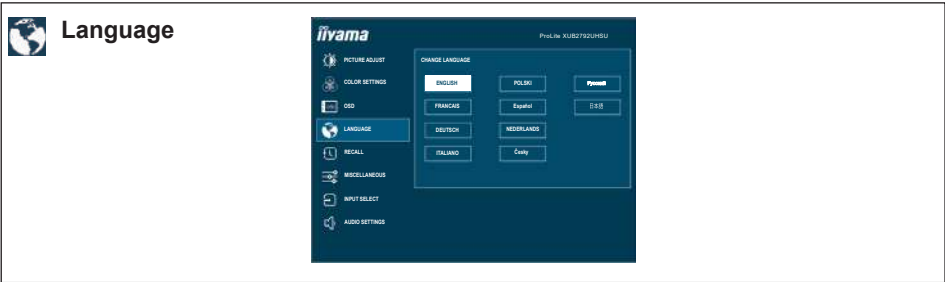 Language
iiyama
ProLite XUB2792UHSU
PICTURE ADJUST
COLOR SETTINGS
OSD
LANGUAGE
RECALL
MISCELLANEOUS
INPUT SELECT
AUDIO SETTINGS
CHANGE LANGUAGE
ENGLISH POLSKI Русский
FRANCAIS Español 日本語
DEUTSCH NEDERLANDS
ITALIANO Česky